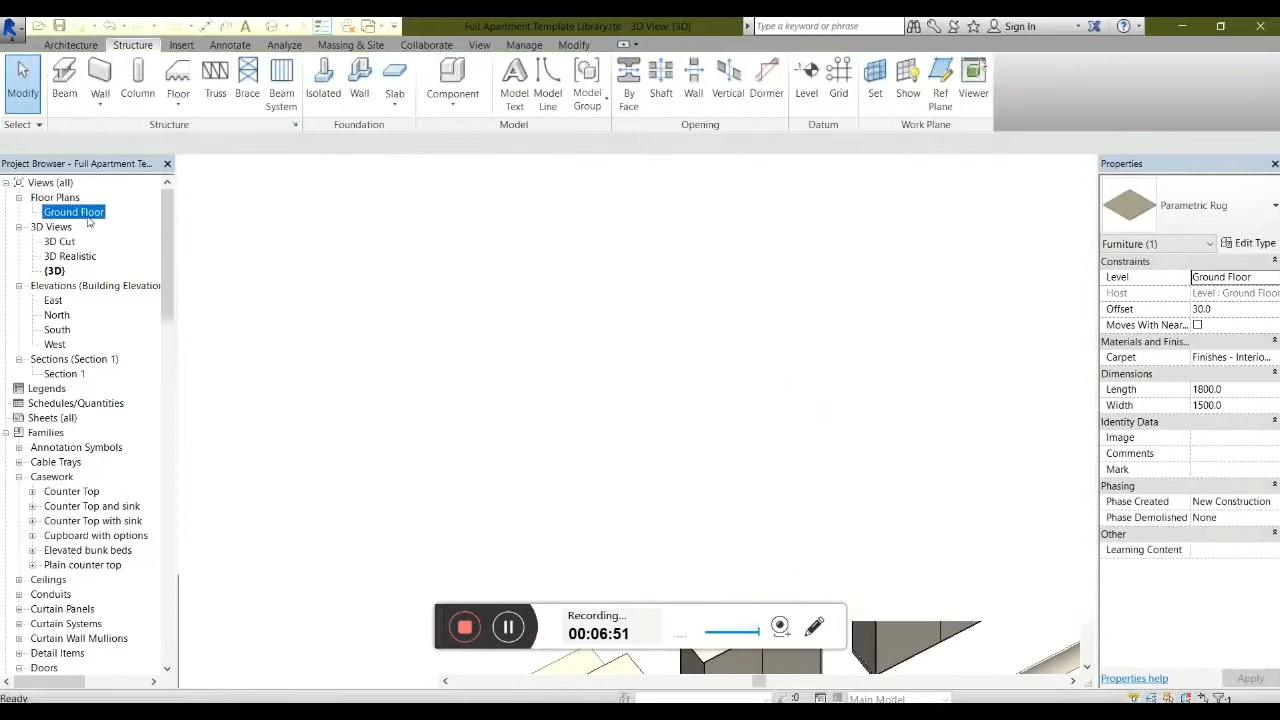 Full Apartment Template Library.rte - 3D View: {3D}
Type a keyword or phrase
Sign In
Architecture Structure Insert Annotate Analyze Massing & Site Collaborate View Manage Modify
Modify Beam Wall Column Floor Truss Brace Beam System Isolated Wall Slab Component Model Text Model Line Model Group By Face Shaft Wall Vertical Dormer Level Grid Set Show Ref Plane Viewer
Select Structure Foundation Model Opening Datum Work Plane
Project Browser - Full Apartment Te...
Views (all)
Floor Plans
Ground Floor
3D Views
3D Cut
3D Realistic
{3D}
Elevations (Building Elevation
East
North
South
West
Sections (Section 1)
Section 1
Legends
Schedules/Quantities
Sheets (all)
Families
Annotation Symbols
Cable Trays
Casework
Counter Top
Counter Top and sink
Counter Top with sink
Cupboard with options
Elevated bunk beds
Plain counter top
Ceilings
Conduits
Curtain Panels
Curtain Systems
Curtain Wall Mullions
Detail Items
Doors
Recording...
00:06:51
Properties
Parametric Rug
Furniture (1)
Edit Type
Constraints
Level Ground Floor
Host Level : Ground Floor
Offset 30.0
Moves With Near...
Materials and Finis...
Carpet Finishes - Interio...
Dimensions
Length 1800.0
Width 1500.0
Identity Data
Image
Comments
Mark
Phasing
Phase Created New Construction
Phase Demolished None
Other
Learning Content
Properties help
Apply
Ready
:0
Main Model
:1